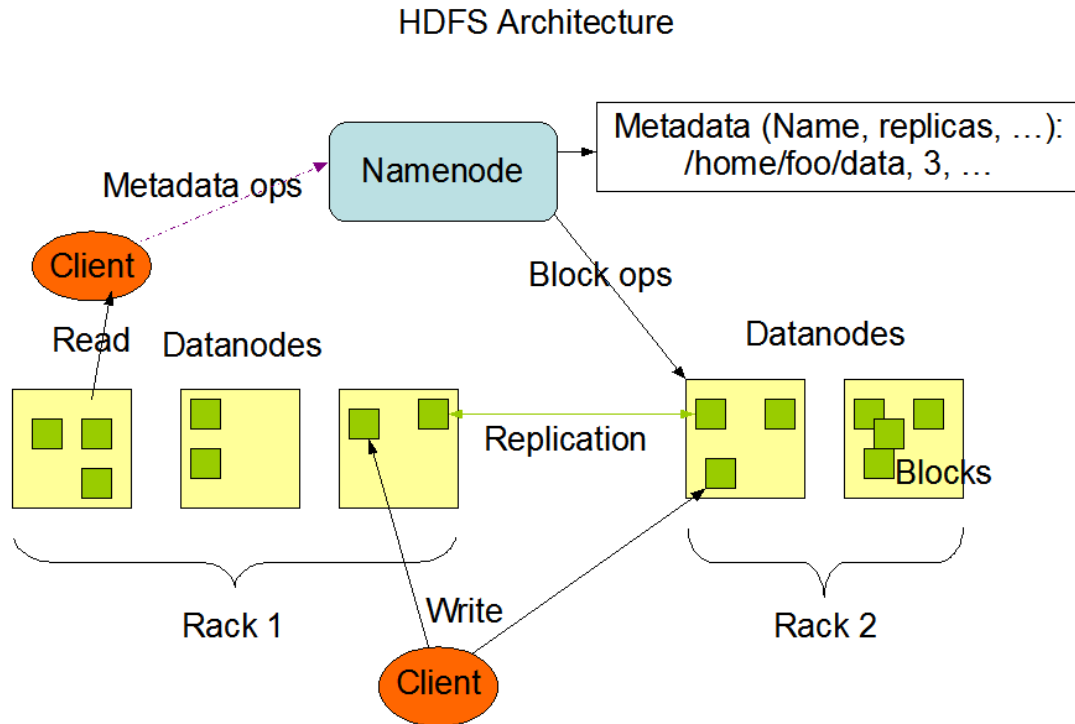 HDFS Architecture
Metadata (Name, replicas, …):
/home/foo/data, 3, …
Namenode
Metadata ops
Client
Block ops
Read
Datanodes
Datanodes
Replication
Blocks
Rack 1
Write
Rack 2
Client